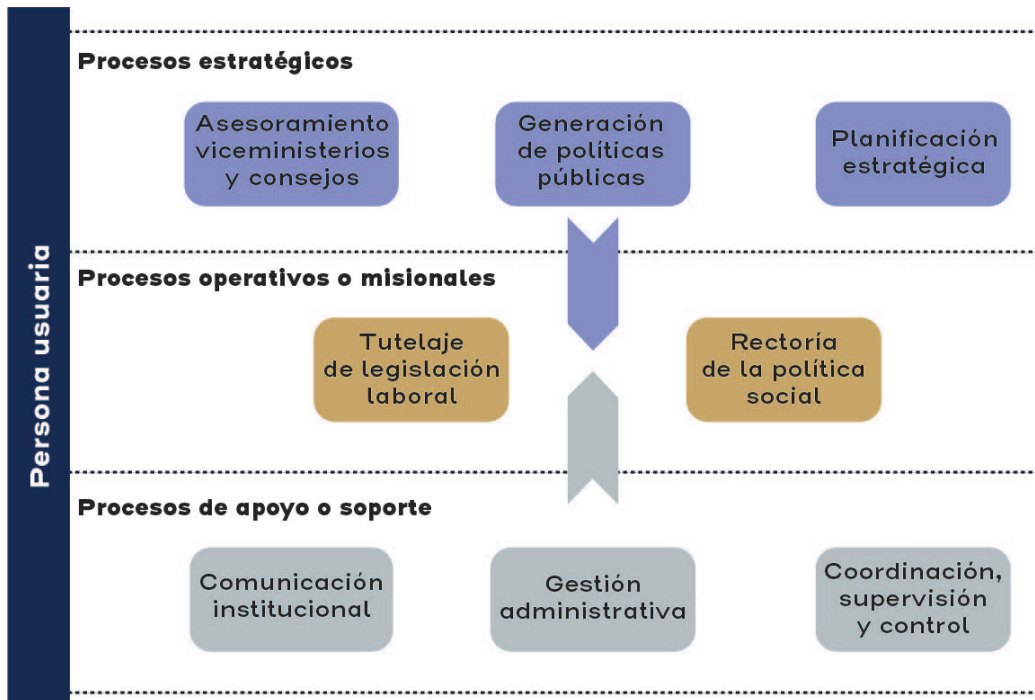 Persona usuaria
Procesos estratégicos
Asesoramiento
viceministerios
y consejos
Generación
de políticas
públicas
Planificación
estratégica
Procesos operativos o misionales
Tutelaje
de legislación
laboral
Rectoría
de la política
social
Procesos de apoyo o soporte
Comunicación
institucional
Gestión
administrativa
Coordinación,
supervisión
y control